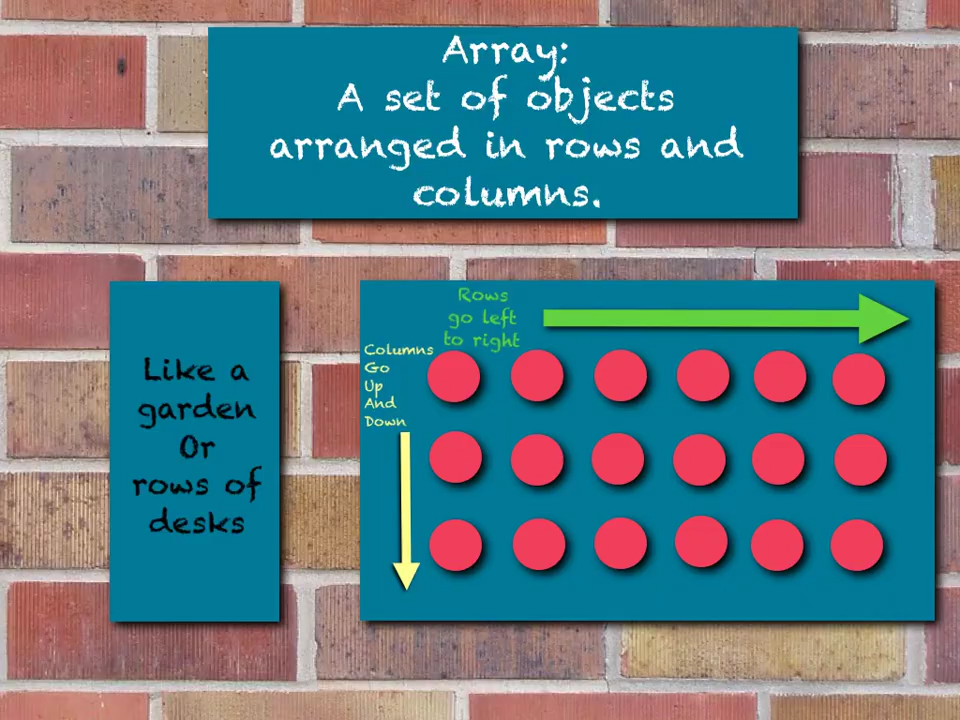 Array:
A set of objects
arranged in rows and
columns.
Like a
garden
Or
rows of
desks
Rows
go left
to right
Columns
Go
Up
And
Down